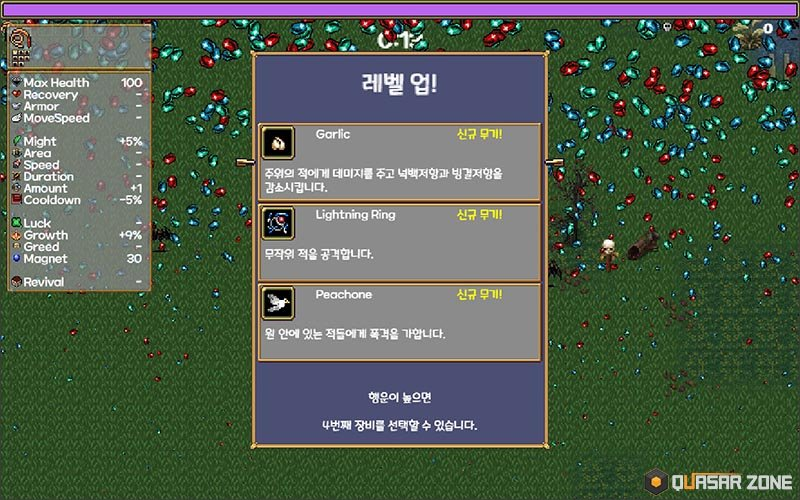 0
레벨 업!
Max Health 100
Recovery -
Armor -
MoveSpeed -
Might +5%
Area -
Speed -
Duration -
Amount +1
Cooldown -5%
Luck -
Growth +9%
Greed -
Magnet 30
Revival -
Garlic 신규 무기!
주위의 적에게 데미지를 주고 넉백저항과 빙결저항을
감소시킵니다.
Lightning Ring 신규 무기!
무작위 적을 공격합니다.
Peachone 신규 무기!
원 안에 있는 적들에게 폭격을 가합니다.
행운이 높으면
4번째 장비를 선택할 수 있습니다.
QUASAR ZONE